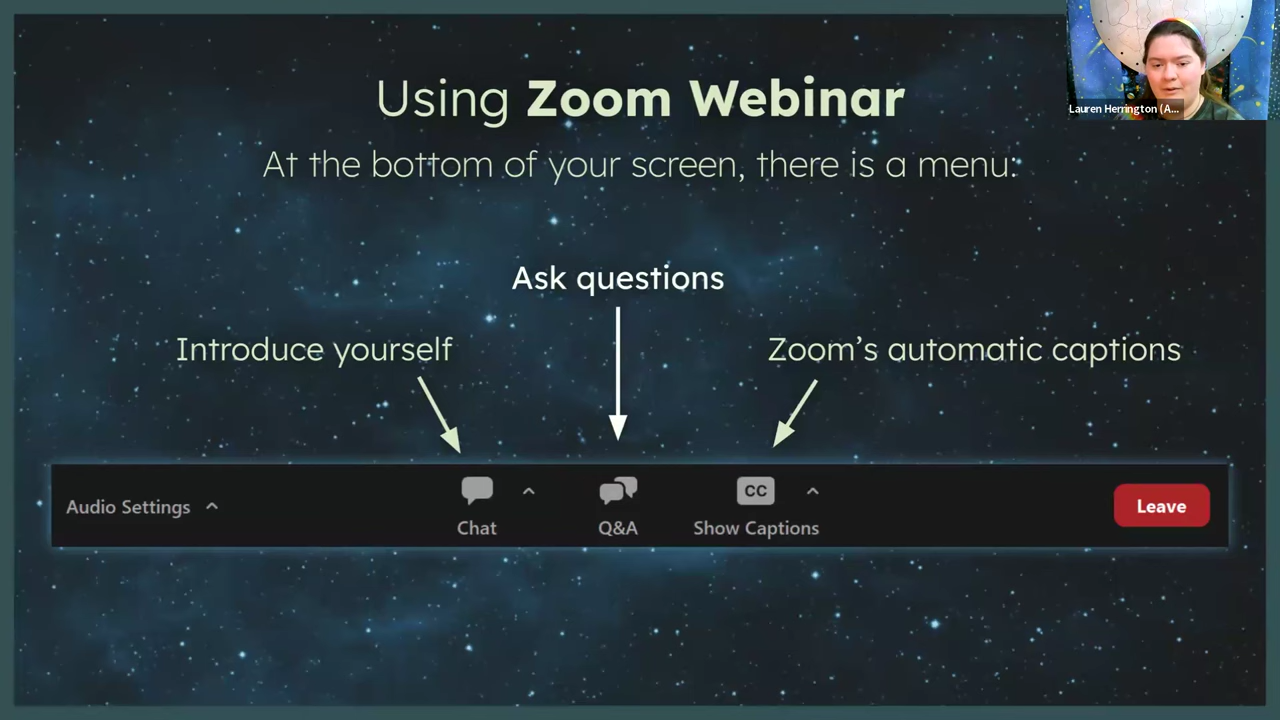 Using Zoom Webinar
Lauren Herrington (A...
At the bottom of your screen, there is a menu:
Ask questions
Introduce yourself
Zoom's automatic captions
Audio Settings
Chat
Q&A
CC
Show Captions
Leave